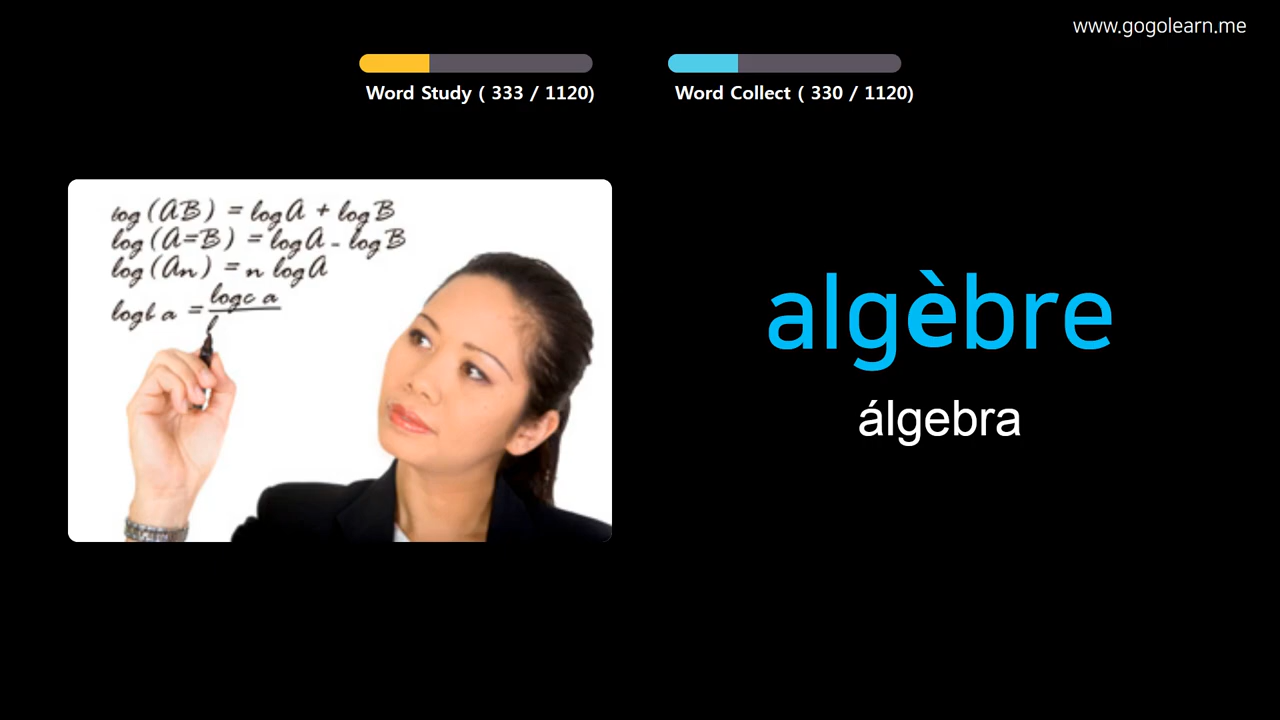 www.gogolearn.me
Word Study ( 333 / 1120)
Word Collect ( 330 / 1120)
log (AB) = log A + log B
log (A=B) = log A - log B
log (An) = n log A
logb a = logc a
algèbre
álgebra